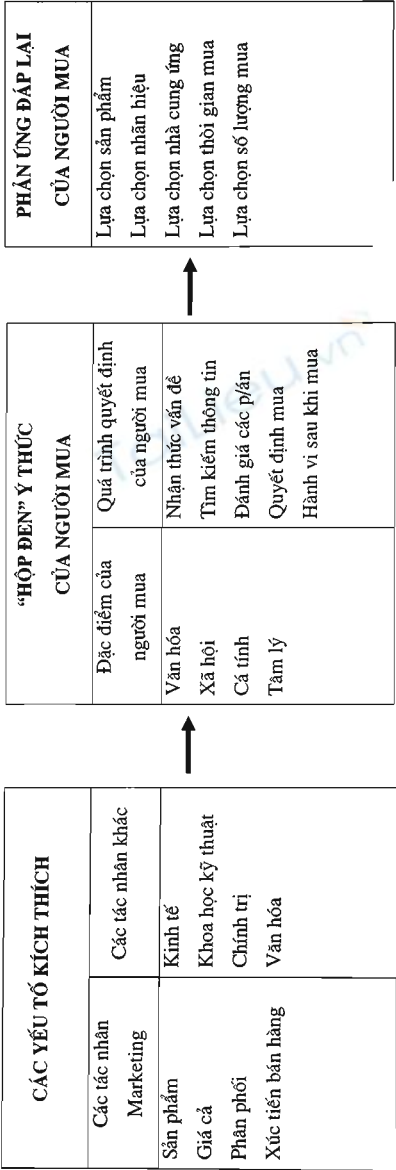 CÁC YẾU TỐ KÍCH THÍCH
Các tác nhân
Marketing
Các tác nhân khác
Sản phẩm
Giá cả
Phân phối
Xúc tiến bán hàng
Kinh tế
Khoa học kỹ thuật
Chính trị
Văn hóa
“HỘP ĐEN” Ý THỨC
CỦA NGƯỜI MUA
Đặc điểm của
người mua
Quá trình quyết định
của người mua
Văn hóa
Xã hội
Cá tính
Tâm lý
Nhận thức vấn đề
Tìm kiếm thông tin
Đánh giá các p/án
Quyết định mua
Hành vi sau khi mua
PHẢN ỨNG ĐÁP LẠI
CỦA NGƯỜI MUA
Lựa chọn sản phẩm
Lựa chọn nhãn hiệu
Lựa chọn nhà cung ứng
Lựa chọn thời gian mua
Lựa chọn số lượng mua
TaiLieu.vn